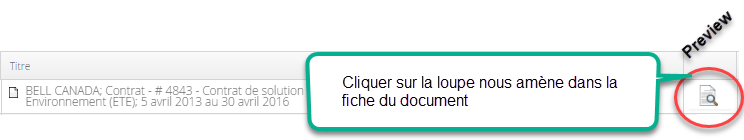 Preview
Titre
BELL CANADA; Contrat - # 4843 - Contrat de solution
Environnement (ETE); 5 avril 2013 au 30 avril 2016
Cliquer sur la loupe nous amène dans la
fiche du document